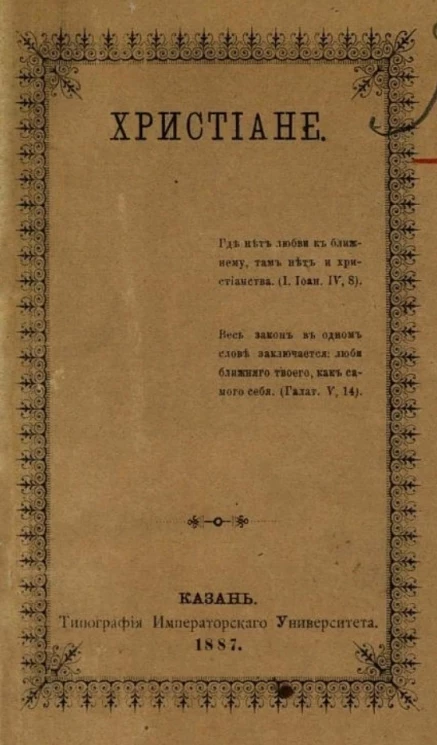 ХРИСТІАНЕ.
Гдѣ нѣтъ любви къ ближ-
нему, тамъ нѣтъ и хри-
стіанства. (І. Іоан. IV, 8).
Весь законъ въ одномъ
словѣ заключается: люби
ближняго твоего, какъ са-
мого себя. (Галат. V, 14).
КАЗАНЬ.
Типографія Императорскаго Университета.
1887.